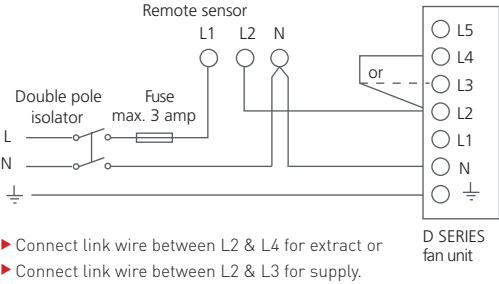 Remote sensor
L1 L2 N
L5
L4
or
L3
Double pole
isolator
Fuse
max. 3 amp
L2
L
L1
N
N
▶ Connect link wire between L2 & L4 for extract or
▶ Connect link wire between L2 & L3 for supply.
D SERIES
fan unit